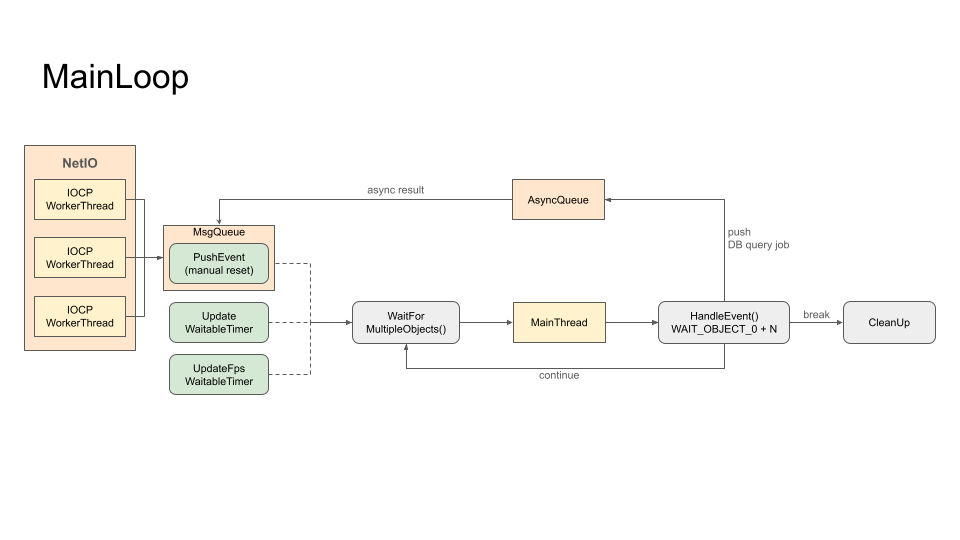 MainLoop
NetIO
IOCP
WorkerThread
IOCP
WorkerThread
IOCP
WorkerThread
async result
AsyncQueue
MsgQueue
PushEvent
(manual reset)
push
DB query job
Update
WaitableTimer
UpdateFps
WaitableTimer
WaitFor
MultipleObjects()
MainThread
HandleEvent()
WAIT_OBJECT_0 + N
break
CleanUp
continue